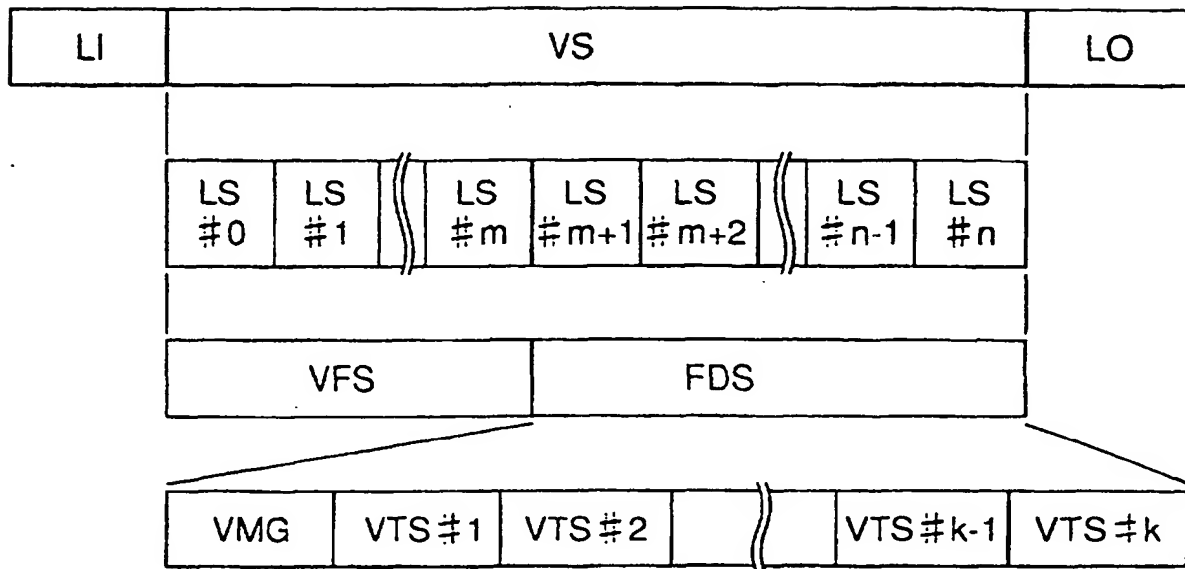 LI VS LO
LS LS LS LS LS LS LS
#0 #1 #m #m+1 #m+2 #n-1 #n
VFS FDS
VMG VTS#1 VTS#2 VTS#k-1 VTS#k